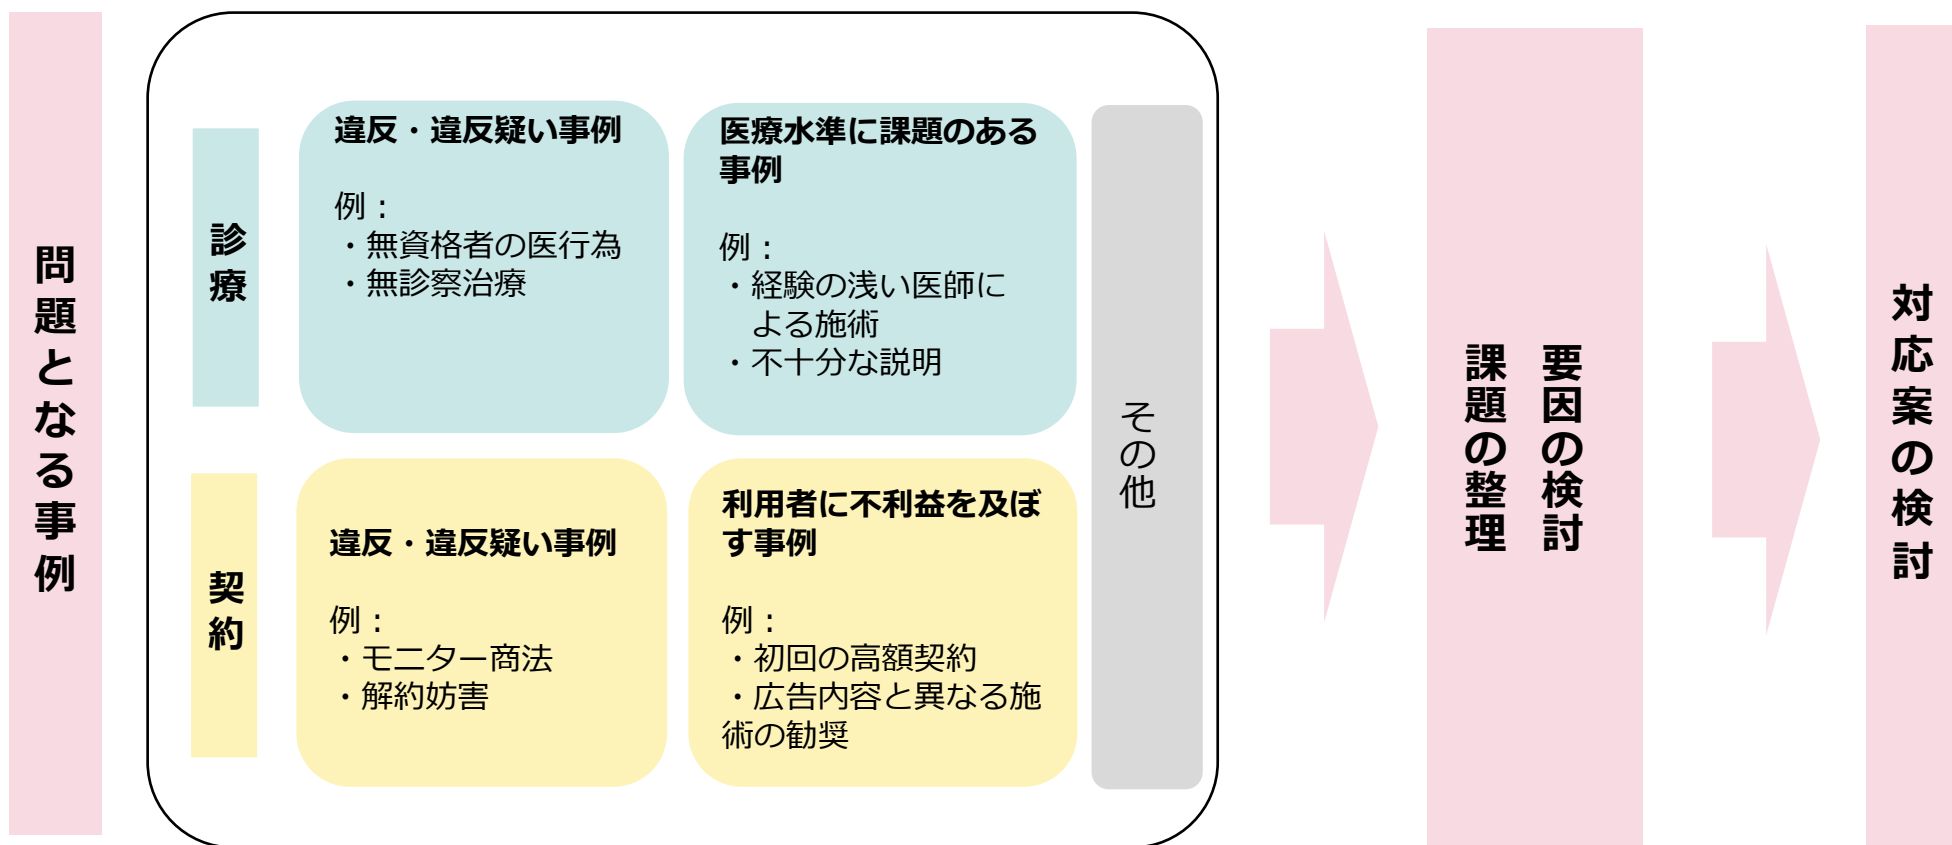 問題となる事例
診療
違反・違反疑い事例
例：
・無資格者の医行為
・無診察治療
医療水準に課題のある
事例
例：
・経験の浅い医師に
よる施術
・不十分な説明
契約
違反・違反疑い事例
例：
・モニター商法
・解約妨害
利用者に不利益を及ぼ
す事例
例：
・初回の高額契約
・広告内容と異なる施
術の勧奨
その他
要因の検討
課題の整理
対応案の検討